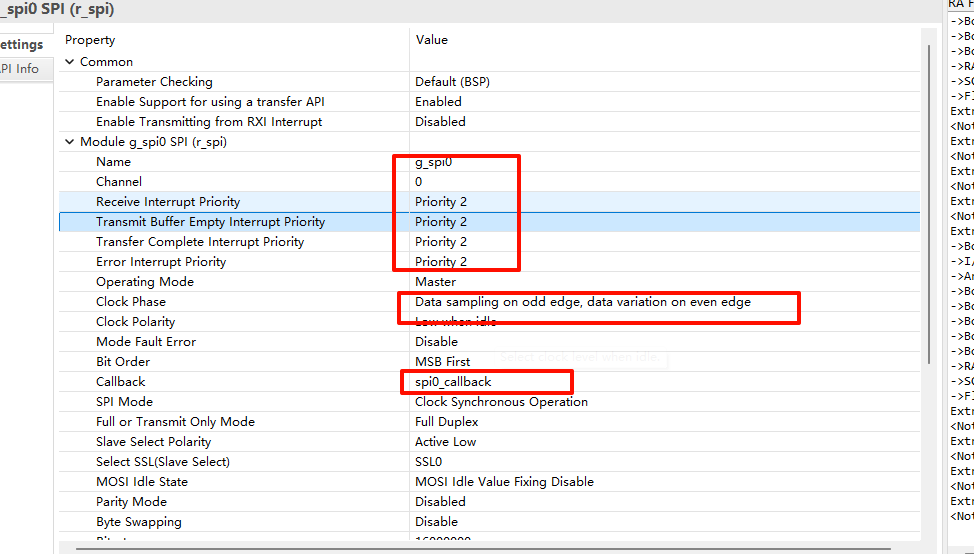 _spi0 SPI (r_spi)
RA F
ettings
PI Info
Property Value
Common
Parameter Checking Default (BSP)
Enable Support for using a transfer API Enabled
Enable Transmitting from RXI Interrupt Disabled
Module g_spi0 SPI (r_spi)
Name g_spi0
Channel 0
Receive Interrupt Priority Priority 2
Transmit Buffer Empty Interrupt Priority Priority 2
Transfer Complete Interrupt Priority Priority 2
Error Interrupt Priority Priority 2
Operating Mode Master
Clock Phase Data sampling on odd edge, data variation on even edge
Clock Polarity Low when idle
Mode Fault Error Disable
Select clock level when idle.
Bit Order MSB First
Callback spi0_callback
SPI Mode Clock Synchronous Operation
Full or Transmit Only Mode Full Duplex
Slave Select Polarity Active Low
Select SSL(Slave Select) SSL0
MOSI Idle State MOSI Idle Value Fixing Disable
Parity Mode Disabled
Byte Swapping Disable
->Bo
->Bo
->Bo
->RA
->SC
->F
Extr
<Not
Extr
<Not
Extr
<Not
Extr
<Not
Extr
->Bo
->I/
->Ar
->Bo
->Bo
->Bo
->Bo
->Bo
->RA
->SC
->F
Extr
<Not
Extr
<Not
Extr
<Not
Extr
<Not